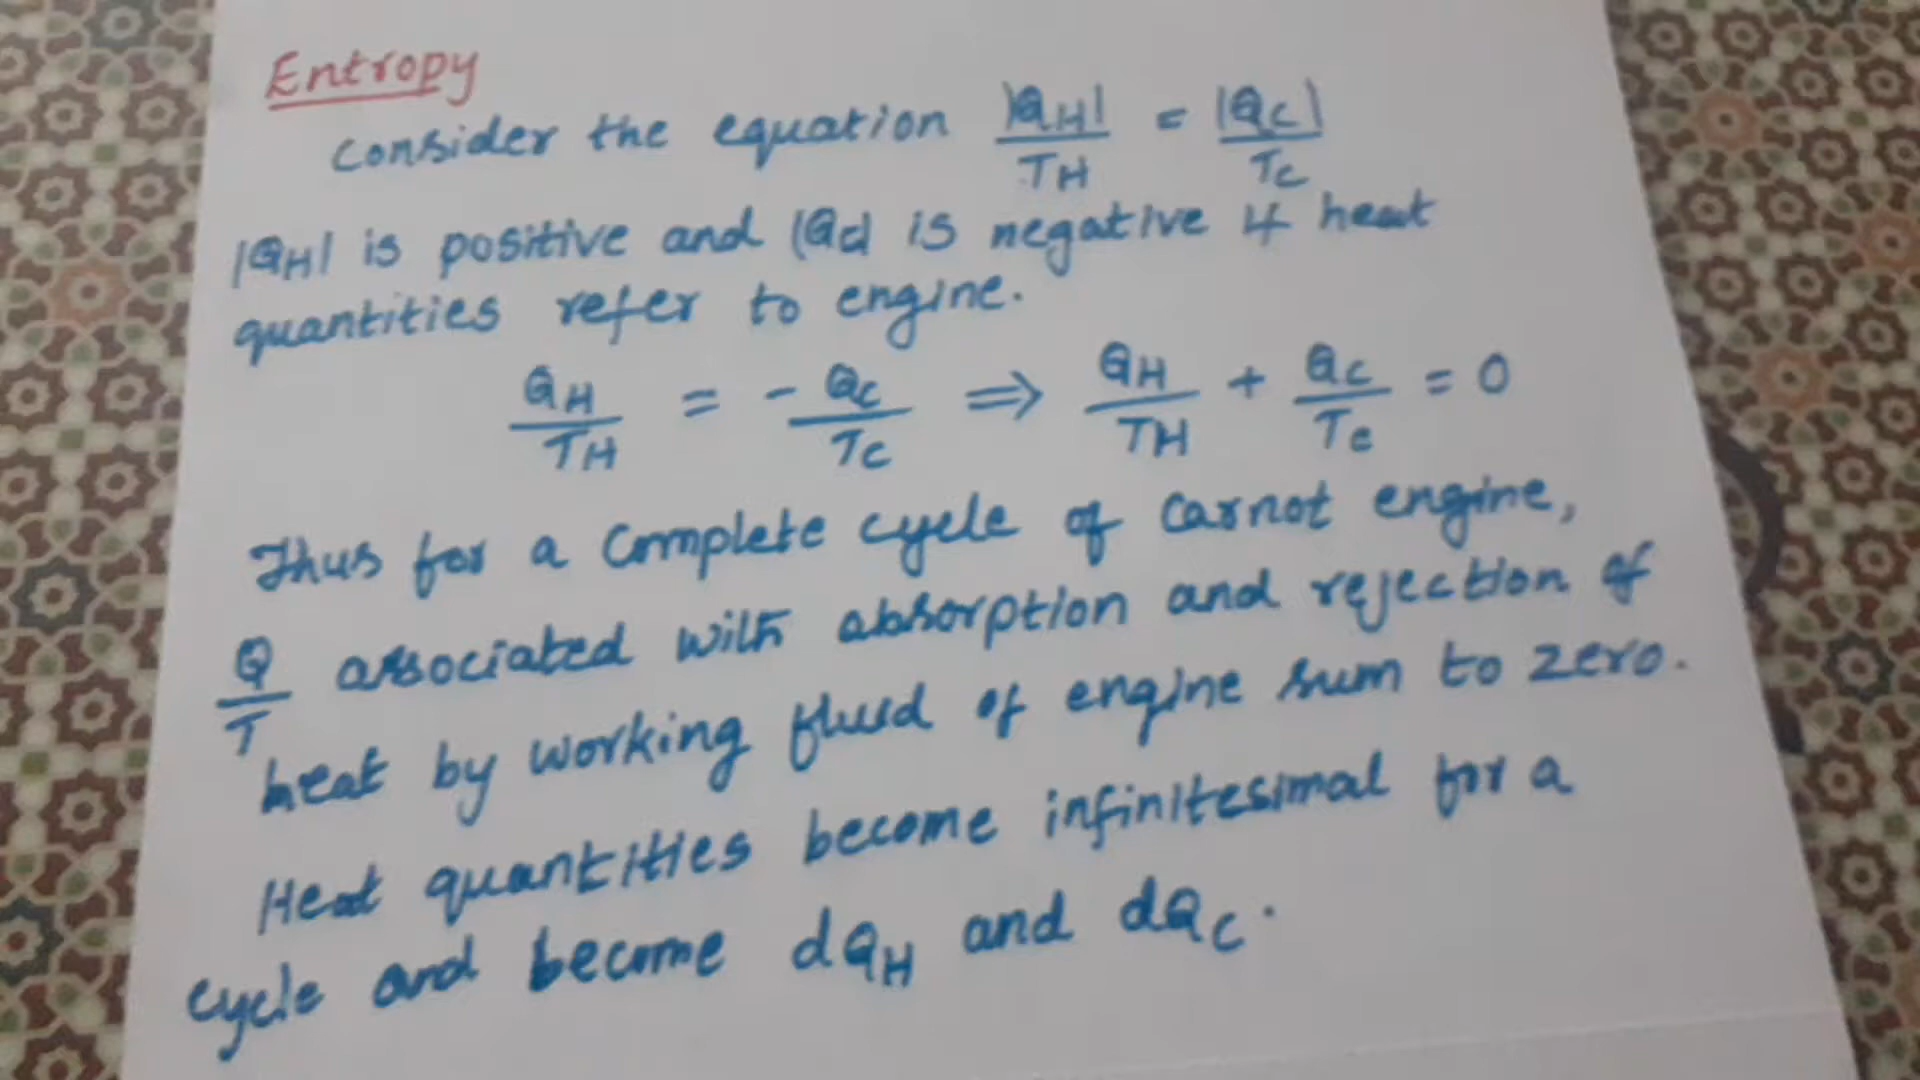 Entropy
Consider the equation |QH|/TH = |QC|/TC
|QH| is positive and |QC| is negative 4 heat
quantities refer to engine.
QH/TH = - QC/TC ⇒ QH/TH + QC/TC = 0
Thus for a complete cycle of Carnot engine,
Q/T associated with absorption and rejection of
heat by working fluid of engine sum to zero.
Heat quantities become infinitesimal for a
cycle and become dQH and dQC.